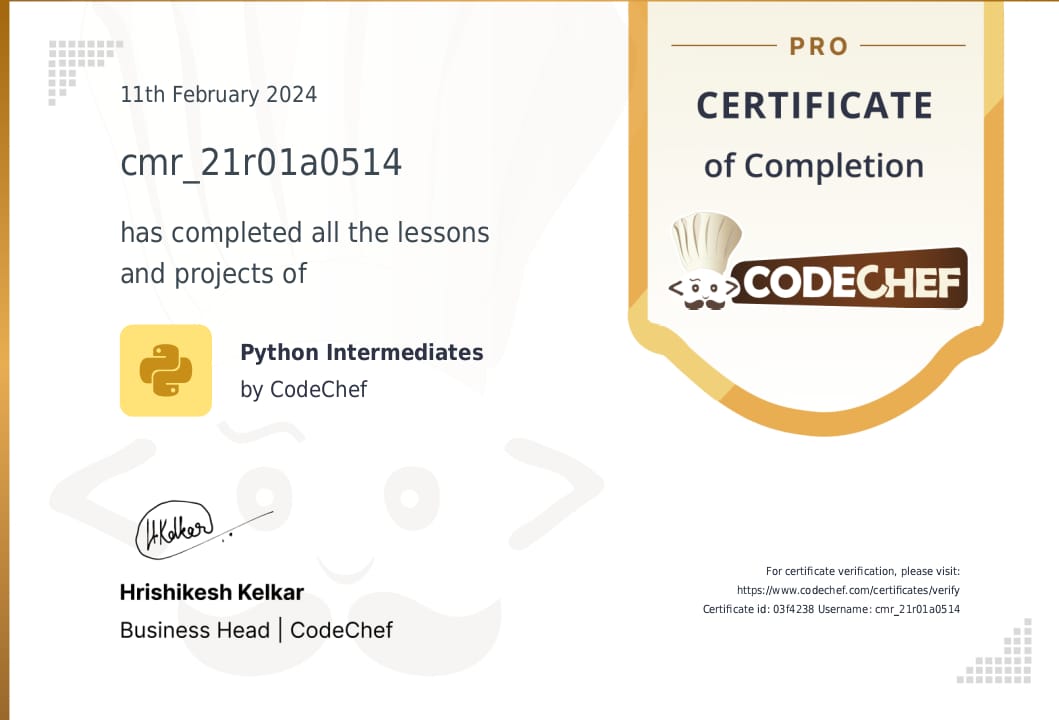 11th February 2024
cmr_21r01a0514
has completed all the lessons
and projects of
Python Intermediates
by CodeChef
H.Kelkar
Hrishikesh Kelkar
Business Head | CodeChef
PRO
CERTIFICATE
of Completion
CODECHEF
For certificate verification, please visit:
https://www.codechef.com/certificates/verify
Certificate id: 03f4238 Username: cmr_21r01a0514